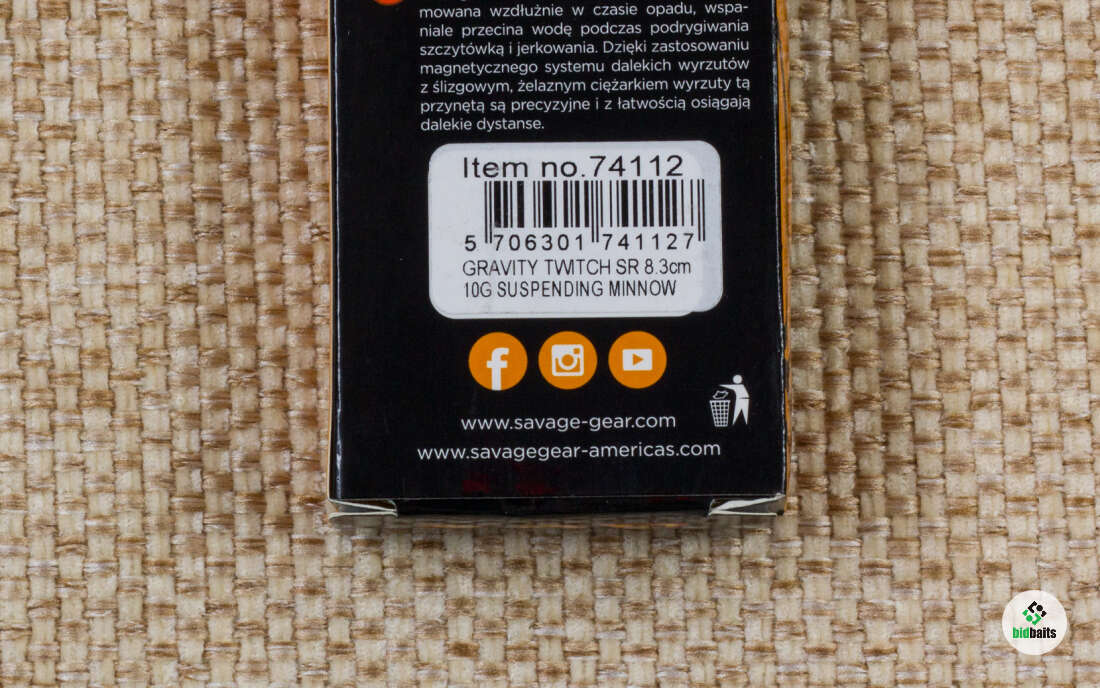 mowana wzdłużnie w czasie opadu, wspa-
niale przecina wodę podczas podrygiwania
szczytówką i jerkowania. Dzięki zastosowaniu
magnetycznego systemu dalekich wyrzutów
z ślizgowym, żelaznym ciężarkiem wyrzuty tą
przynętą są precyzyjne i z łatwością osiągają
dalekie dystanse.
Item no.74112
5 706301 741127
GRAVITY TWITCH SR 8.3cm
10G SUSPENDING MINNOW
www.savage-gear.com
www.savagegear-americas.com
bidbaits